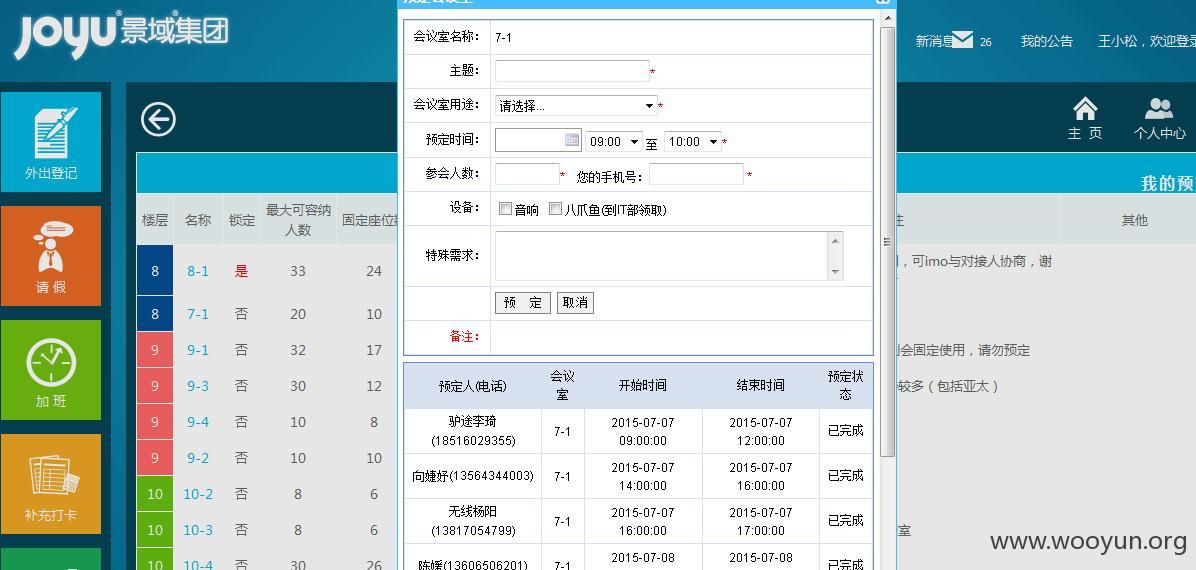 JOYU 景域集团
新消息 26 我的公告 王小松，欢迎登录
外出登记
请 假
加 班
补充打卡
主 页 个人中心
我的预
楼层 名称 锁定 最大可容纳人数 固定座位 其他
8 8-1 是 33 24 ，可imo与对接人协商，谢
8 7-1 否 20 10
9 9-1 否 32 17 会固定使用，请勿预定
9 9-3 否 30 12 较多（包括亚太）
9 9-4 否 10 8
9 9-2 否 10 10
10 10-2 否 8 6
10 10-3 否 8 6 室
10 10-4 否 30 26
预定会议室
会议室名称： 7-1
主题： *
会议室用途： 请选择... *
预定时间： 09:00 至 10:00 *
参会人数： * 您的手机号： *
设备： 音响 八爪鱼(到IT部领取)
特殊需求：
预 定 取消
备注：
预定人(电话) 会议室 开始时间 结束时间 预定状态
驴途李琦(18516029355) 7-1 2015-07-07 09:00:00 2015-07-07 12:00:00 已完成
向婕妤(13564344003) 7-1 2015-07-07 14:00:00 2015-07-07 16:00:00 已完成
无线杨阳(13817054799) 7-1 2015-07-07 16:00:00 2015-07-07 17:00:00 已完成
陈媛(13606506201) 7-1 2015-07-08 2015-07-08 已完成
www.wooyun.org